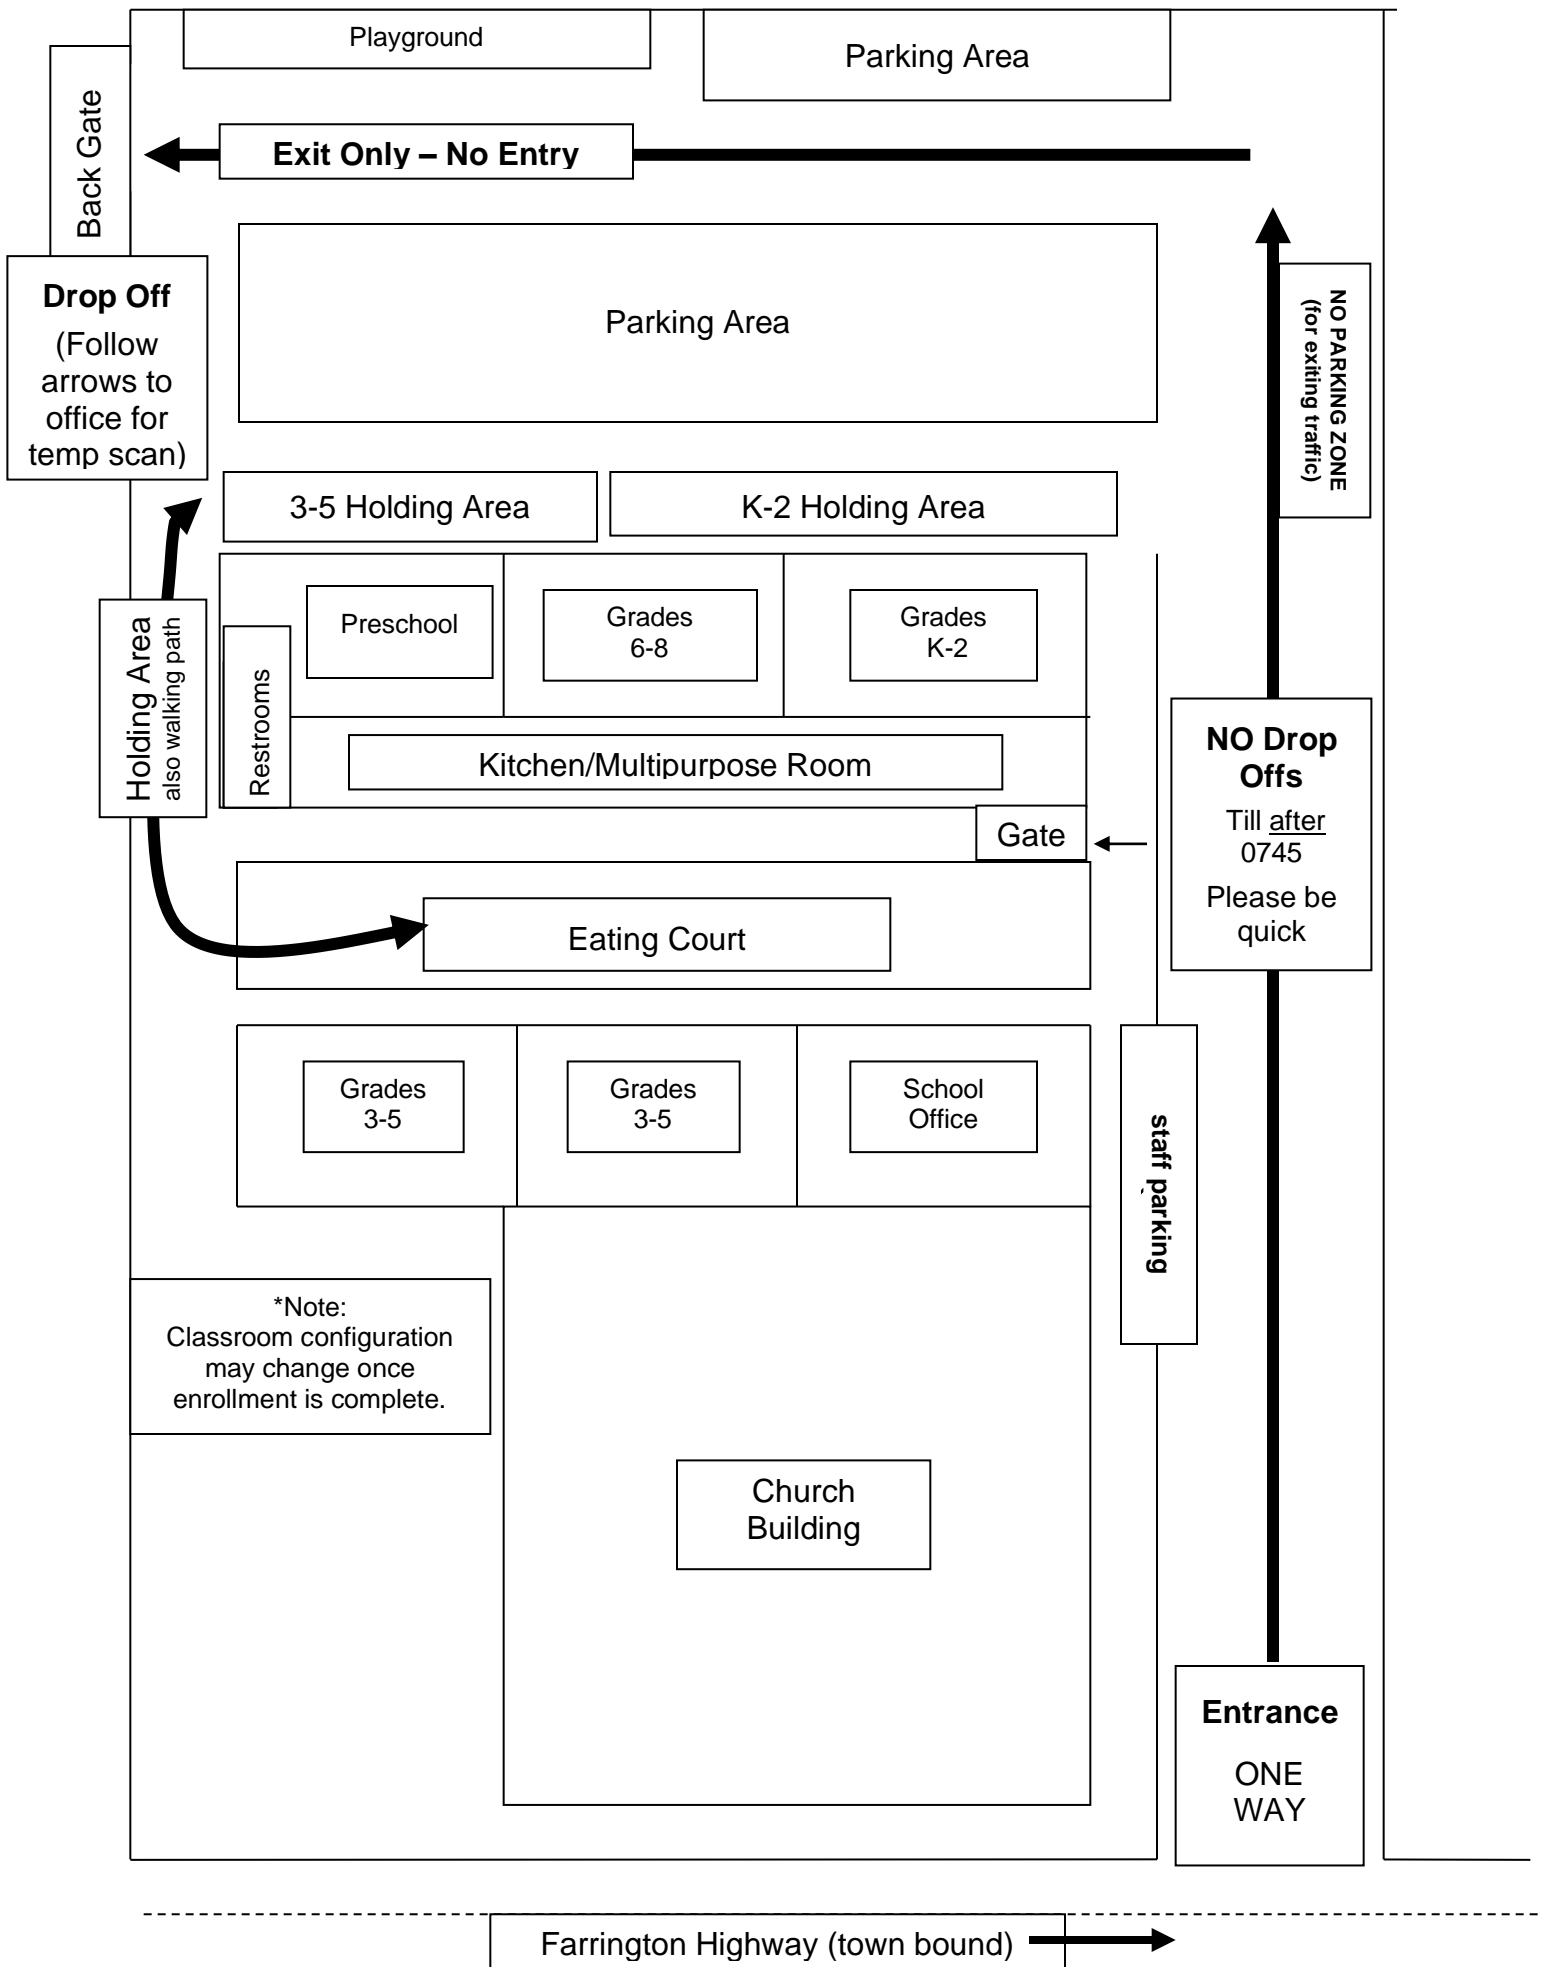 Playground
Parking Area
Back Gate
Exit Only – No Entry
Drop Off
(Follow
arrows to
office for
temp scan)
Parking Area
NO PARKING ZONE
(for exiting traffic)
3-5 Holding Area
K-2 Holding Area
Holding Area
also walking path
Restrooms
Preschool
Grades
6-8
Grades
K-2
Kitchen/Multipurpose Room
NO Drop
Offs
Till after
0745
Please be
quick
Gate
Eating Court
Grades
3-5
Grades
3-5
School
Office
staff parking
*Note:
Classroom configuration
may change once
enrollment is complete.
Church
Building
Entrance
ONE
WAY
Farrington Highway (town bound)